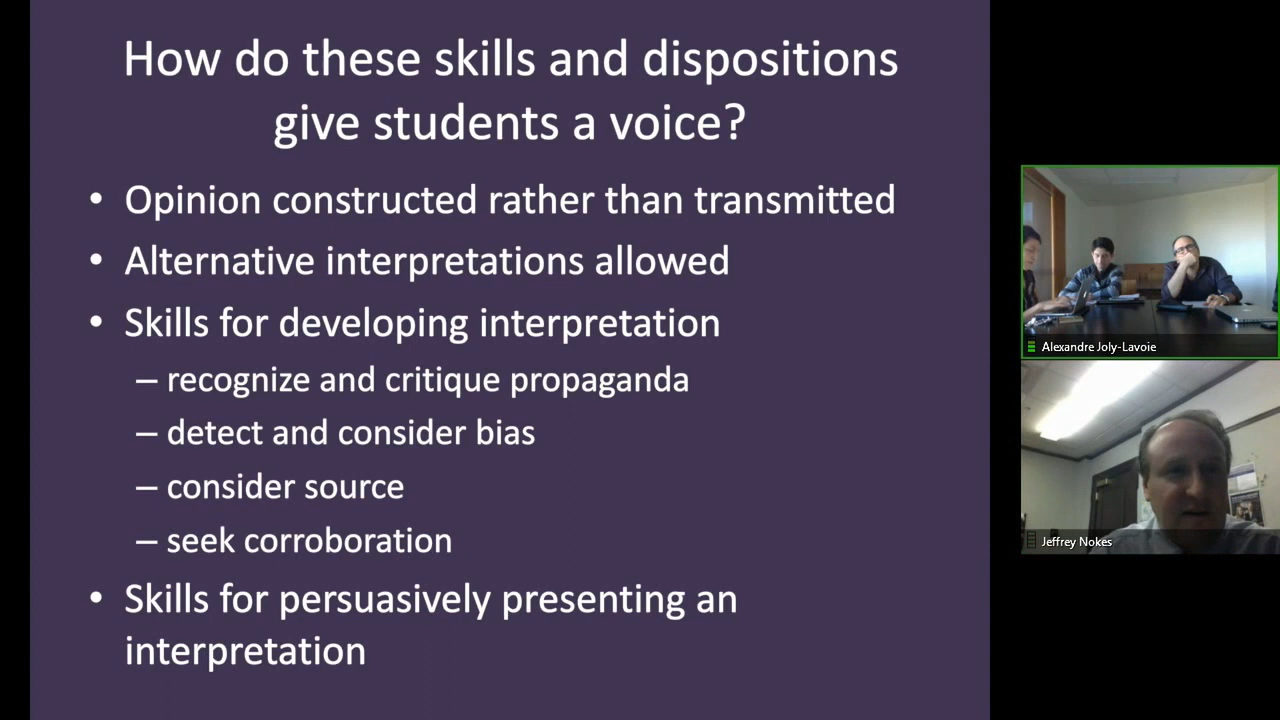 How do these skills and dispositions
give students a voice?
• Opinion constructed rather than transmitted
• Alternative interpretations allowed
• Skills for developing interpretation
– recognize and critique propaganda
– detect and consider bias
– consider source
– seek corroboration
• Skills for persuasively presenting an
interpretation
Alexandre Joly-Lavoie
Jeffrey Nokes